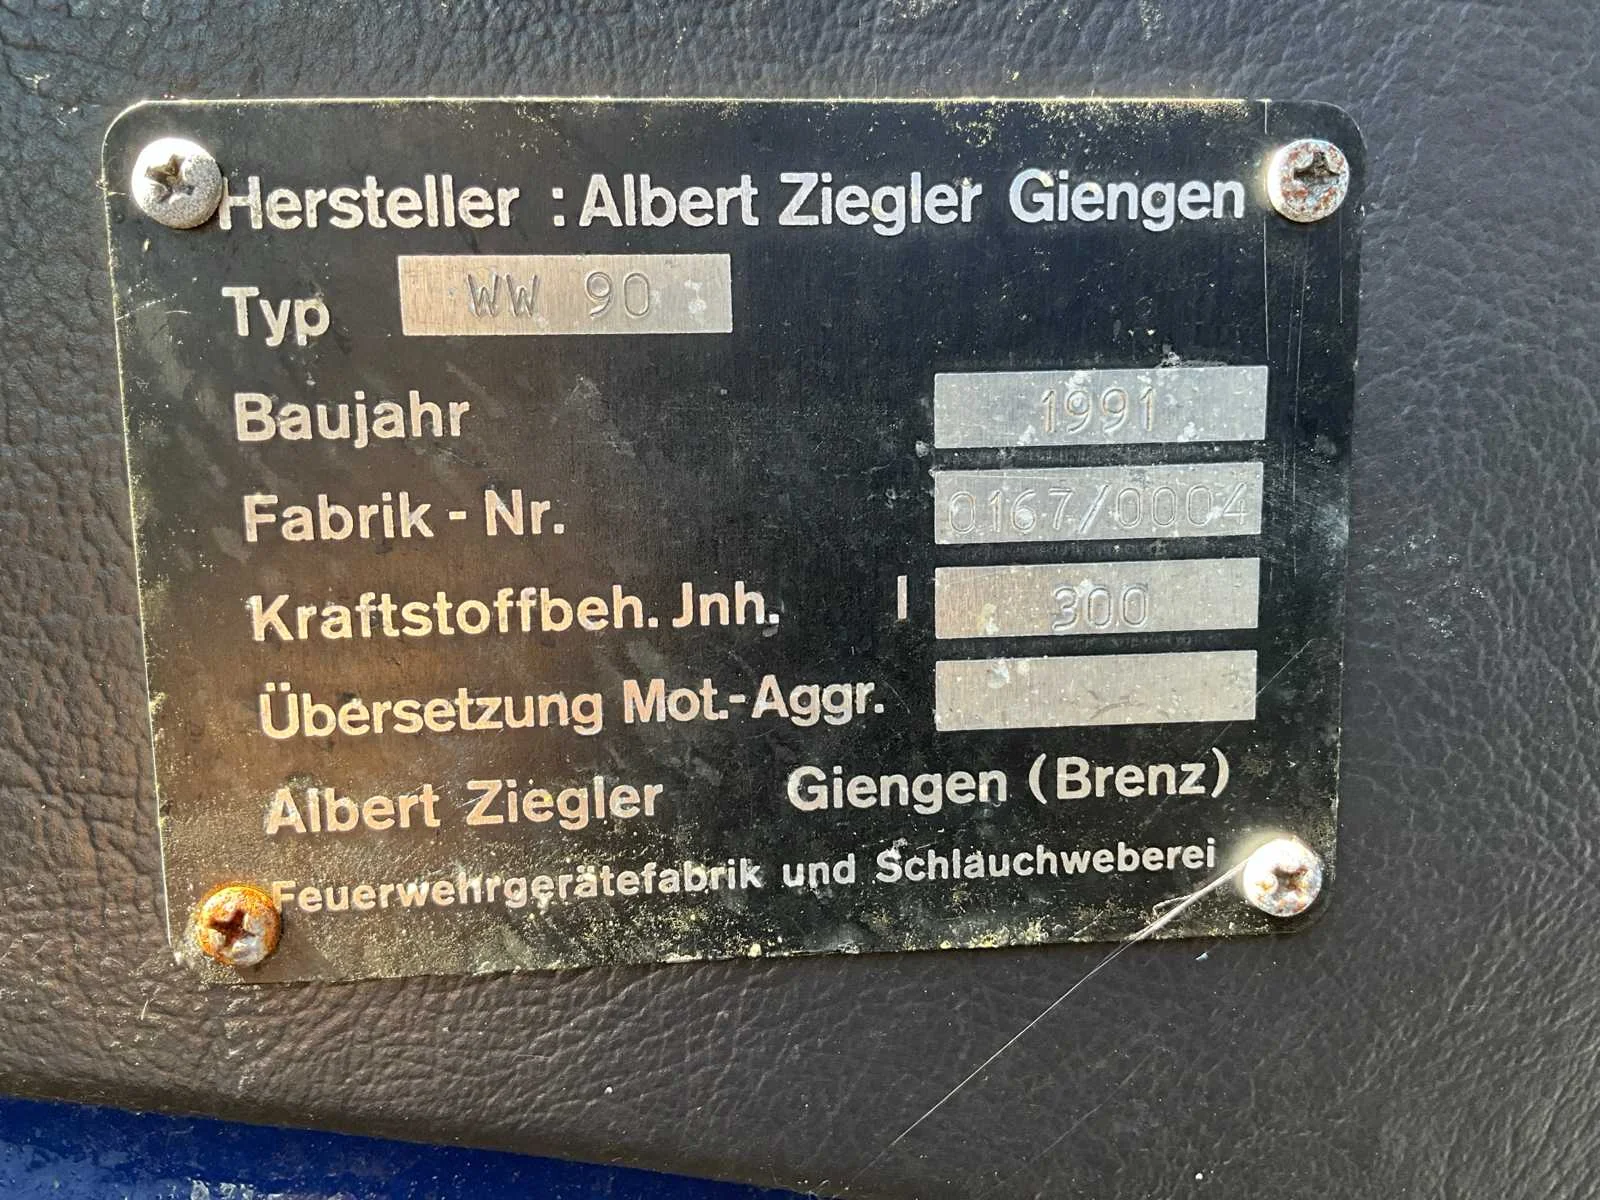 Hersteller : Albert Ziegler Giengen
Typ WW 90
Baujahr 1991
Fabrik - Nr. 0167/0004
Kraftstoffbeh. Jnh. l 300
Übersetzung Mot.-Aggr.
Albert Ziegler Giengen (Brenz)
Feuerwehrgerätefabrik und Schlauchweberei